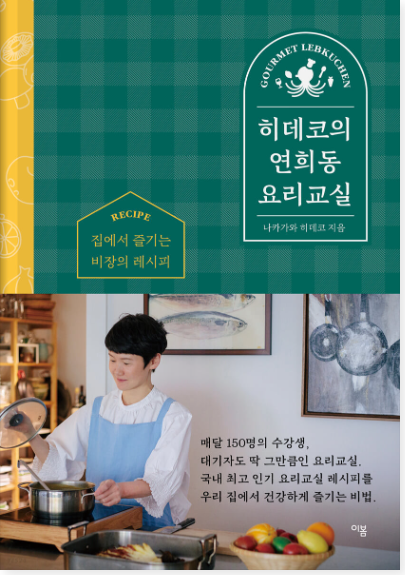 GOURMET LEBKUCHEN
히데코의
연희동
요리교실
나카가와 히데코 지음
RECIPE
집에서 즐기는
비장의 레시피
매달 150명의 수강생,
대기자도 딱 그만큼인 요리교실.
국내 최고 인기 요리교실 레시피를
우리 집에서 건강하게 즐기는 비법.
이봄